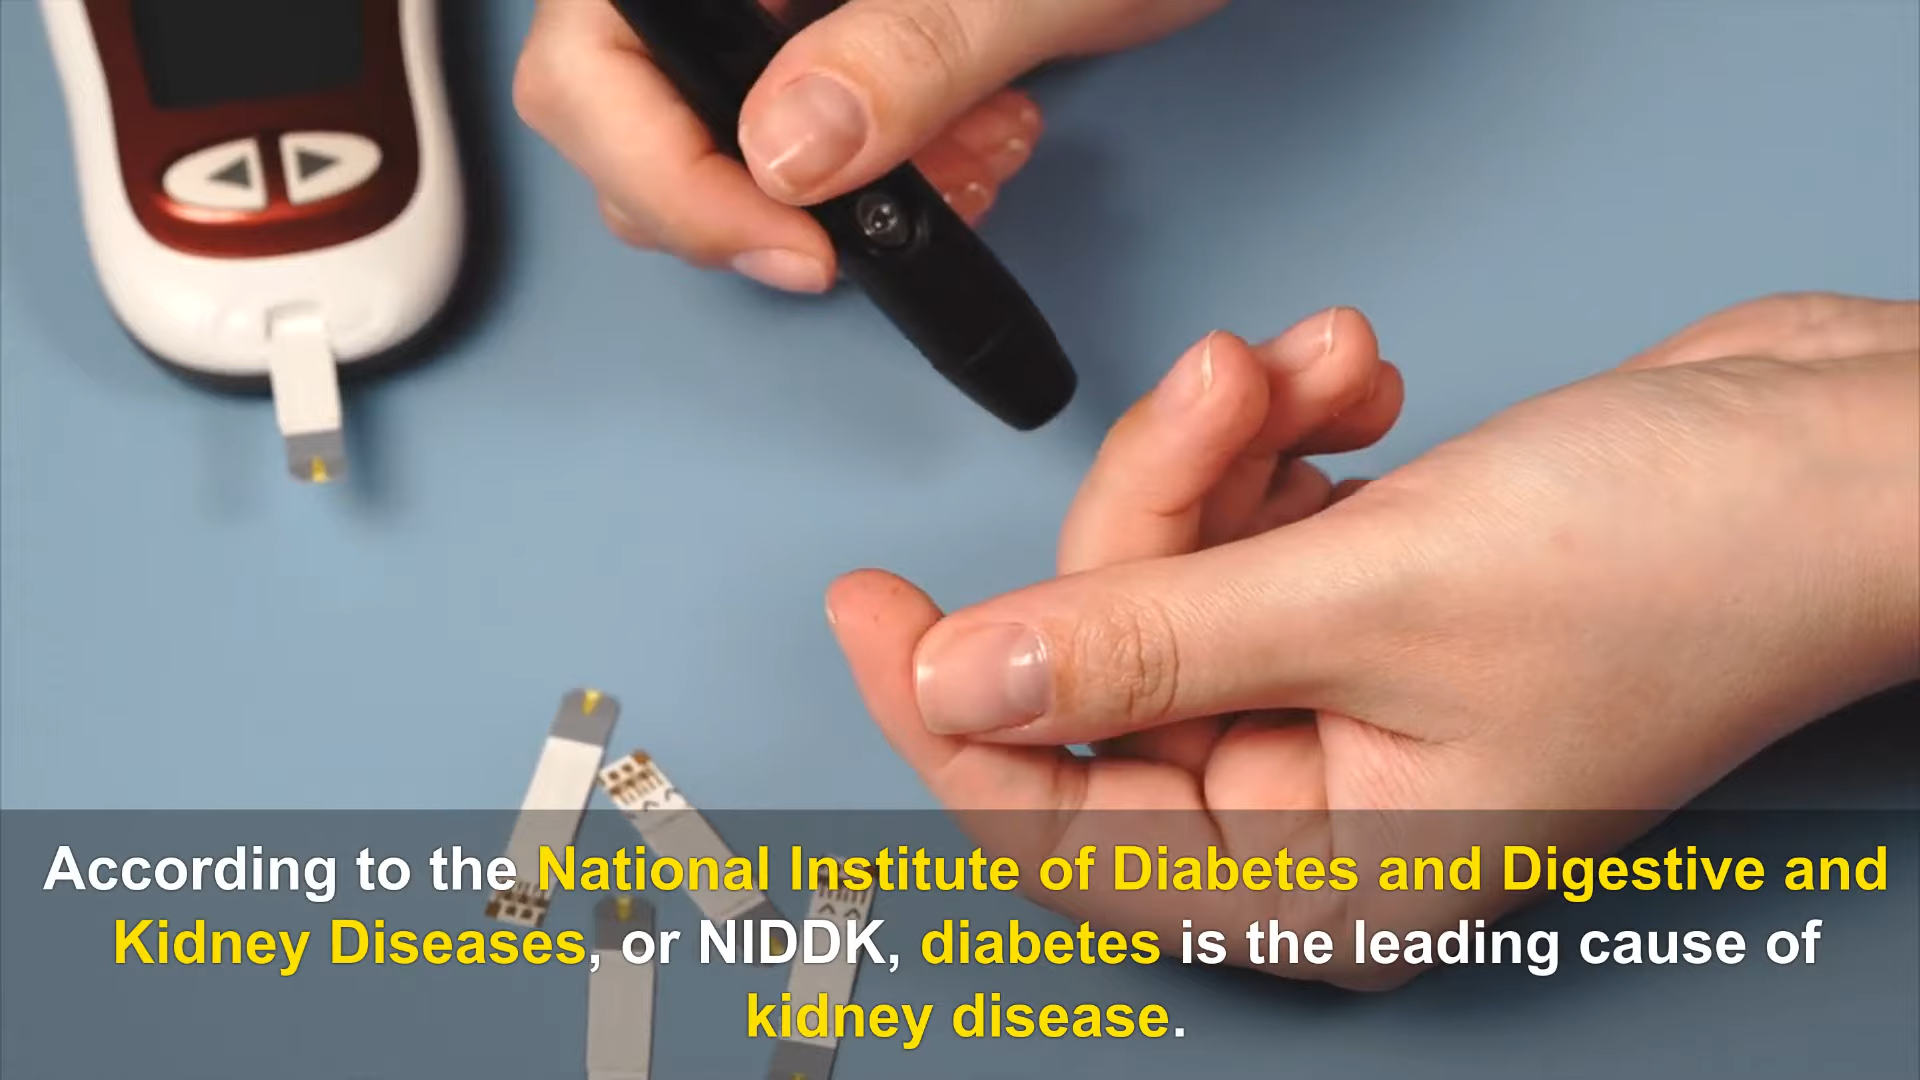 According to the National Institute of Diabetes and Digestive and
Kidney Diseases, or NIDDK, diabetes is the leading cause of
kidney disease.